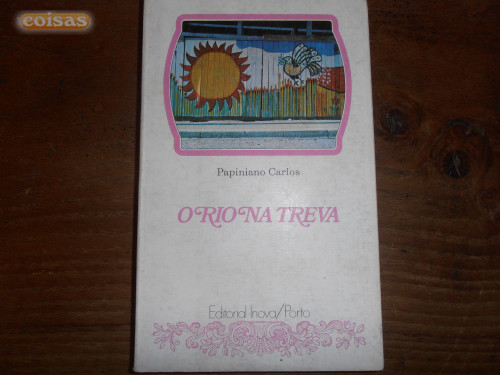 coisas
Papiniano Carlos
O RIO NA TREVA
Editorial Inova/Porto